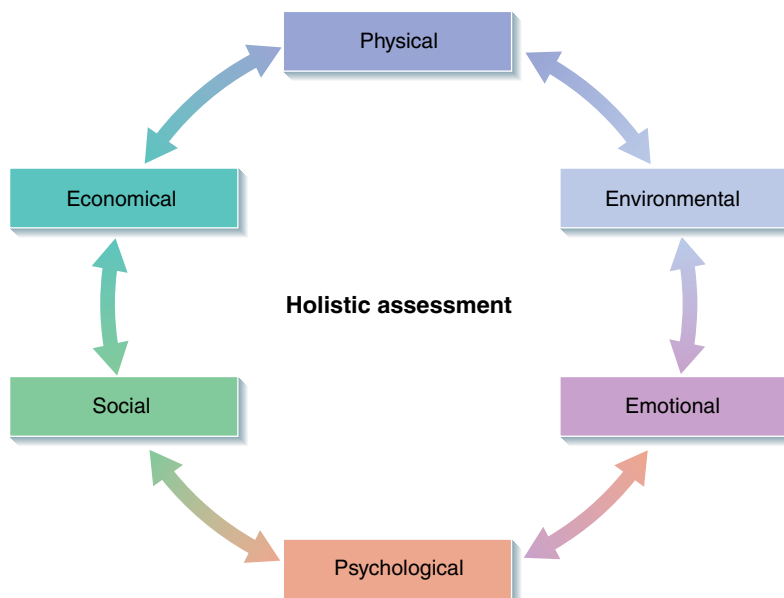 Physical
Economical
Environmental
Holistic assessment
Social
Emotional
Psychological